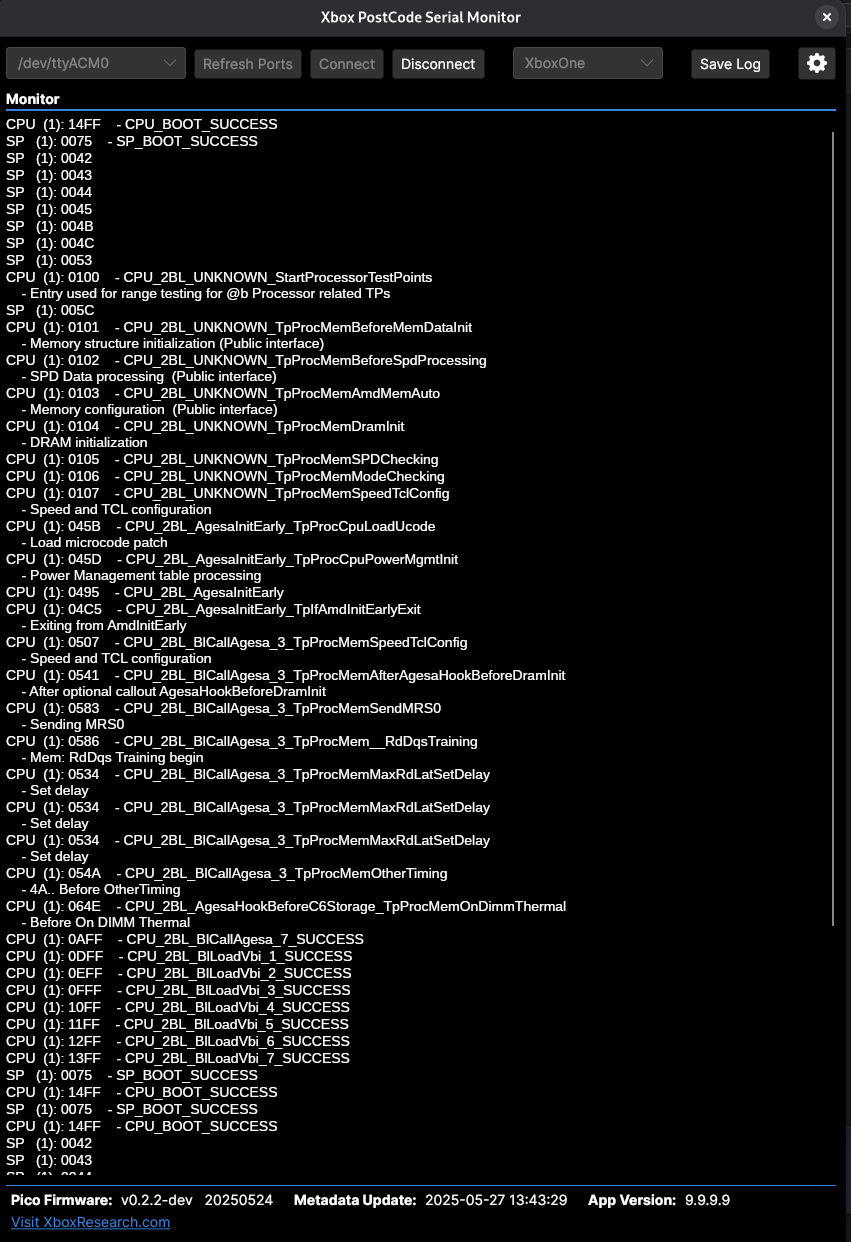 Xbox PostCode Serial Monitor
/dev/ttyACM0 Refresh Ports Connect Disconnect XboxOne Save Log
Monitor
CPU (1): 14FF - CPU_BOOT_SUCCESS
SP (1): 0075 - SP_BOOT_SUCCESS
SP (1): 0042
SP (1): 0043
SP (1): 0044
SP (1): 0045
SP (1): 004B
SP (1): 004C
SP (1): 0053
CPU (1): 0100 - CPU_2BL_UNKNOWN_StartProcessorTestPoints
- Entry used for range testing for @b Processor related TPs
SP (1): 005C
CPU (1): 0101 - CPU_2BL_UNKNOWN_TpProcMemBeforeMemDataInit
- Memory structure initialization (Public interface)
CPU (1): 0102 - CPU_2BL_UNKNOWN_TpProcMemBeforeSpdProcessing
- SPD Data processing (Public interface)
CPU (1): 0103 - CPU_2BL_UNKNOWN_TpProcMemAmdMemAuto
- Memory configuration (Public interface)
CPU (1): 0104 - CPU_2BL_UNKNOWN_TpProcMemDramInit
- DRAM initialization
CPU (1): 0105 - CPU_2BL_UNKNOWN_TpProcMemSPDChecking
CPU (1): 0106 - CPU_2BL_UNKNOWN_TpProcMemModeChecking
CPU (1): 0107 - CPU_2BL_UNKNOWN_TpProcMemSpeedTclConfig
- Speed and TCL configuration
CPU (1): 045B - CPU_2BL_AgesaInitEarly_TpProcCpuLoadUcode
- Load microcode patch
CPU (1): 045D - CPU_2BL_AgesaInitEarly_TpProcCpuPowerMgmtInit
- Power Management table processing
CPU (1): 0495 - CPU_2BL_AgesaInitEarly
CPU (1): 04C5 - CPU_2BL_AgesaInitEarly_TpIfAmdInitEarlyExit
- Exiting from AmdInitEarly
CPU (1): 0507 - CPU_2BL_BlCallAgesa_3_TpProcMemSpeedTclConfig
- Speed and TCL configuration
CPU (1): 0541 - CPU_2BL_BlCallAgesa_3_TpProcMemAfterAgesaHookBeforeDramInit
- After optional callout AgesaHookBeforeDramInit
CPU (1): 0583 - CPU_2BL_BlCallAgesa_3_TpProcMemSendMRS0
- Sending MRS0
CPU (1): 0586 - CPU_2BL_BlCallAgesa_3_TpProcMem__RdDqsTraining
- Mem: RdDqs Training begin
CPU (1): 0534 - CPU_2BL_BlCallAgesa_3_TpProcMemMaxRdLatSetDelay
- Set delay
CPU (1): 0534 - CPU_2BL_BlCallAgesa_3_TpProcMemMaxRdLatSetDelay
- Set delay
CPU (1): 0534 - CPU_2BL_BlCallAgesa_3_TpProcMemMaxRdLatSetDelay
- Set delay
CPU (1): 054A - CPU_2BL_BlCallAgesa_3_TpProcMemOtherTiming
- 4A.. Before OtherTiming
CPU (1): 064E - CPU_2BL_AgesaHookBeforeC6Storage_TpProcMemOnDimmThermal
- Before On DIMM Thermal
CPU (1): 0AFF - CPU_2BL_BlCallAgesa_7_SUCCESS
CPU (1): 0DFF - CPU_2BL_BlLoadVbi_1_SUCCESS
CPU (1): 0EFF - CPU_2BL_BlLoadVbi_2_SUCCESS
CPU (1): 0FFF - CPU_2BL_BlLoadVbi_3_SUCCESS
CPU (1): 10FF - CPU_2BL_BlLoadVbi_4_SUCCESS
CPU (1): 11FF - CPU_2BL_BlLoadVbi_5_SUCCESS
CPU (1): 12FF - CPU_2BL_BlLoadVbi_6_SUCCESS
CPU (1): 13FF - CPU_2BL_BlLoadVbi_7_SUCCESS
SP (1): 0075 - SP_BOOT_SUCCESS
CPU (1): 14FF - CPU_BOOT_SUCCESS
SP (1): 0075 - SP_BOOT_SUCCESS
CPU (1): 14FF - CPU_BOOT_SUCCESS
SP (1): 0042
SP (1): 0043
Pico Firmware: v0.2.2-dev 20250524 Metadata Update: 2025-05-27 13:43:29 App Version: 9.9.9.9
Visit XboxResearch.com